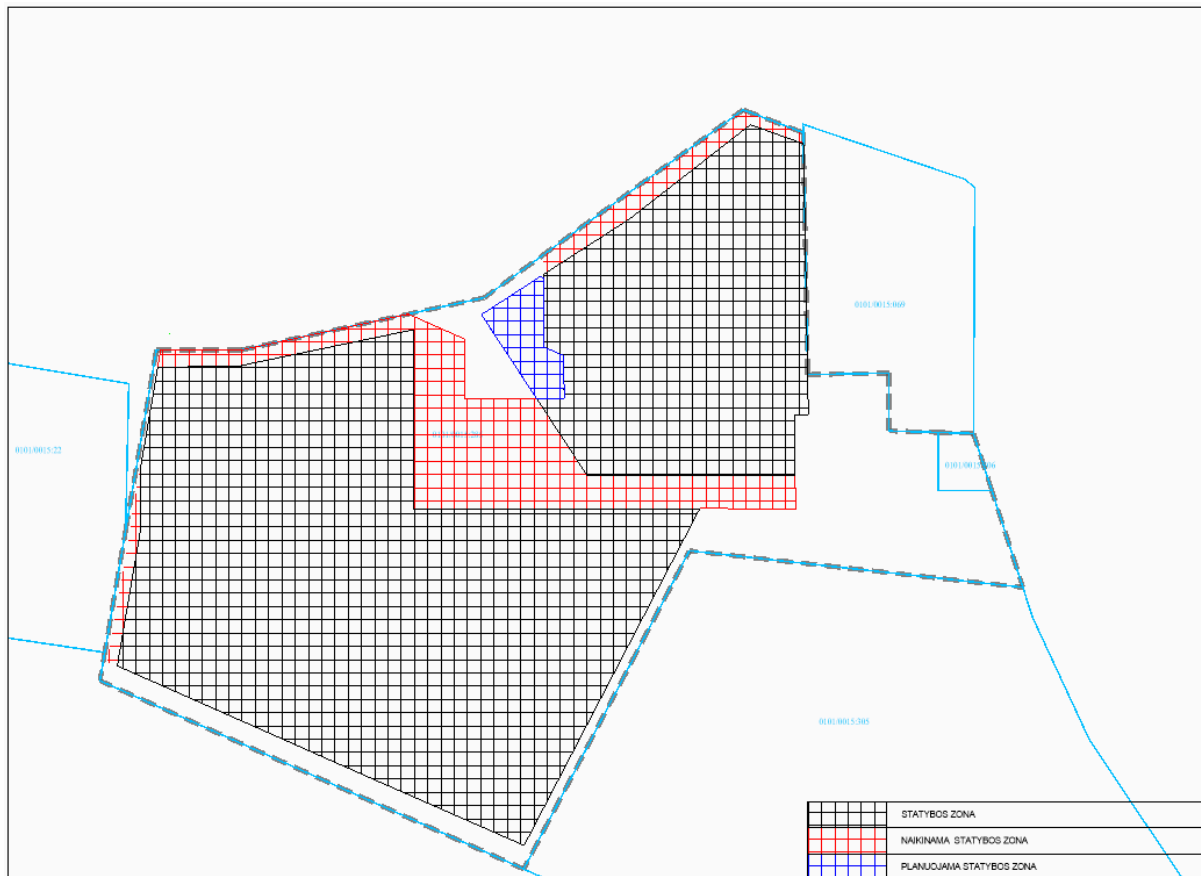 0101/0015:069
0101/0015:22
0101/0015:305
STATYBOS ZONA
NAIKINAMA STATYBOS ZONA
PLANUOJAMA STATYBOS ZONA